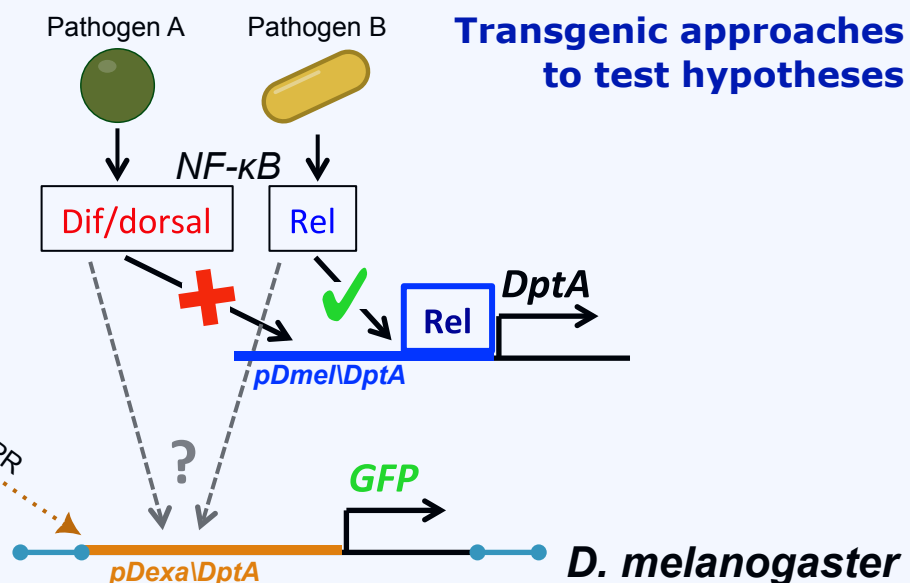 Pathogen A
Pathogen B
Transgenic approaches
to test hypotheses
NF-κB
Dif/dorsal
Rel
DptA
Rel
pDmel\DptA
?
GFP
pDexa\DptA
D. melanogaster